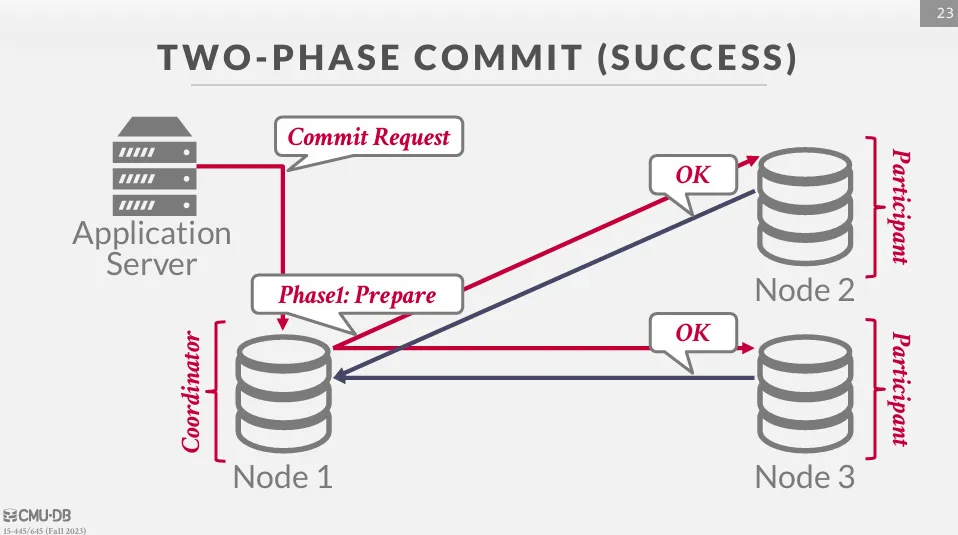 23
TWO-PHASE COMMIT (SUCCESS)
Commit Request
Application
Server
OK
Participant
Node 2
Phase1: Prepare
OK
Coordinator
Participant
Node 1
Node 3
CMU·DB
15-445/645 (Fall 2023)